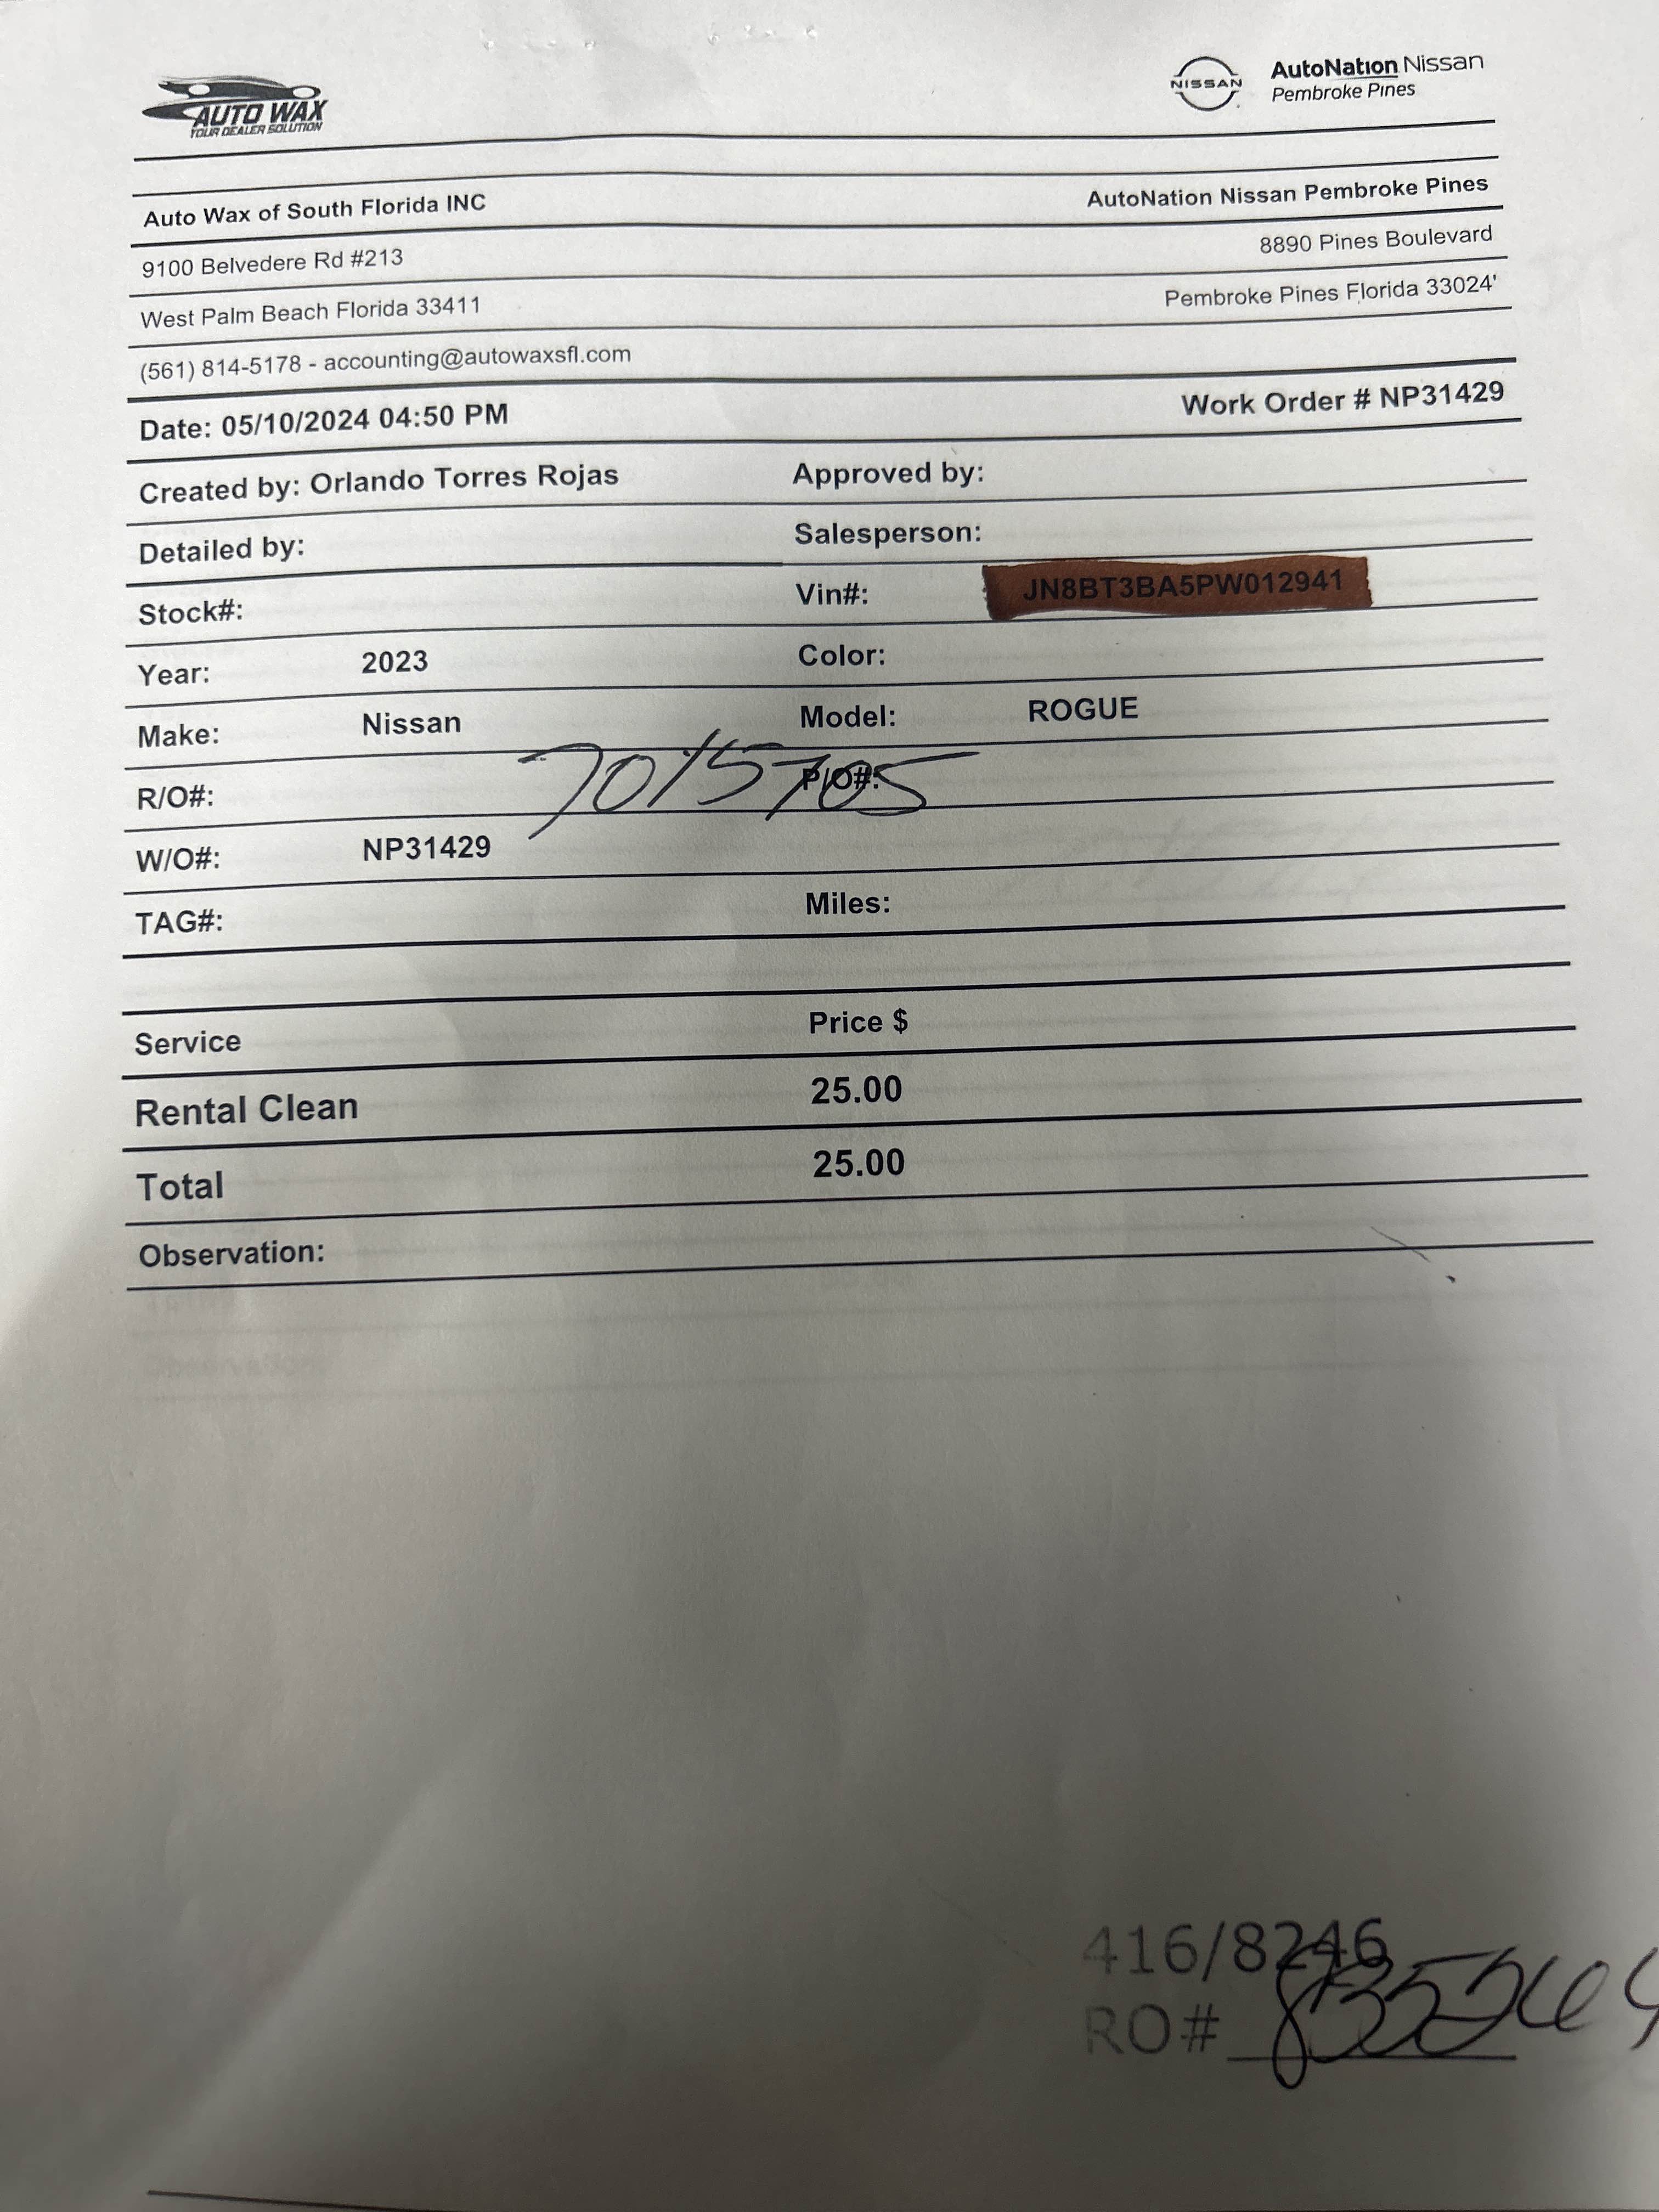 AUTO WAX
YOUR DEALER SOLUTION
NISSAN
AutoNation Nissan
Pembroke Pines
Auto Wax of South Florida INC
AutoNation Nissan Pembroke Pines
9100 Belvedere Rd #213
8890 Pines Boulevard
West Palm Beach Florida 33411
Pembroke Pines Florida 33024'
(561) 814-5178 - accounting@autowaxsfl.com
Date: 05/10/2024 04:50 PM
Work Order # NP31429
Created by: Orlando Torres Rojas
Approved by:
Detailed by:
Salesperson:
Stock#:
Vin#: JN8BT3BA5PW012941
Year: 2023
Color:
Make: Nissan
Model: ROGUE
R/O#:
P/O#:
W/O#: NP31429
TAG#:
Miles:
Service Price $
Rental Clean 25.00
Total 25.00
Observation:
416/8246
RO#